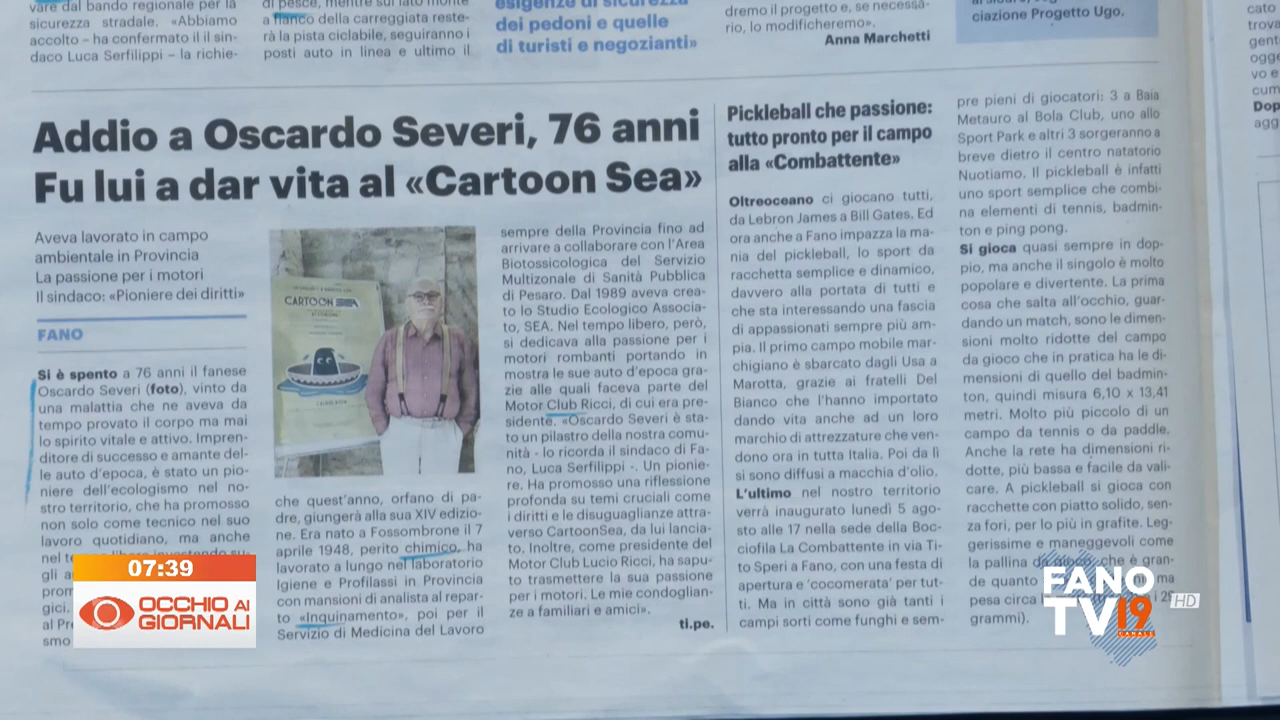 vare dal bando regionale per la
sicurezza stradale. «Abbiamo
accolto – ha confermato il il sin-
daco Luca Serfilippi – la richie-
di pesce, mentre sul lato monte
a fianco della carreggiata reste-
rà la pista ciclabile, seguiranno i
posti auto in linea e ultimo il
esigenze di sicurezza
dei pedoni e quelle
di turisti e negozianti»
dremo il progetto e, se necessa-
rio, lo modificheremo».
Anna Marchetti
ciazione Progetto Ugo.
Addio a Oscardo Severi, 76 anni
Fu lui a dar vita al «Cartoon Sea»
Aveva lavorato in campo
ambientale in Provincia
La passione per i motori
Il sindaco: «Pioniere dei diritti»
FANO
Si è spento a 76 anni il fanese
Oscardo Severi (foto), vinto da
una malattia che ne aveva da
tempo provato il corpo ma mai
lo spirito vitale e attivo. Impren-
ditore di successo e amante del-
le auto d'epoca, è stato un pio-
niere dell'ecologismo nel no-
stro territorio, che ha promosso
non solo come tecnico nel suo
lavoro quotidiano, ma anche
nel
gli
prom
gici.
al Pr
smo
CARTOON SEA
che quest'anno, orfano di pa-
dre, giungerà alla sua XIV edizio-
ne. Era nato a Fossombrone il 7
aprile 1948, perito chimico, ha
lavorato a lungo nel laboratorio
Igiene e Profilassi in Provincia
con mansioni di analista al repar-
to «Inquinamento», poi per il
Servizio di Medicina del Lavoro
sempre della Provincia fino ad
arrivare a collaborare con l'Area
Biotossicologica del Servizio
Multizonale di Sanità Pubblica
di Pesaro. Dal 1989 aveva crea-
to lo Studio Ecologico Associa-
to, SEA. Nel tempo libero, però,
si dedicava alla passione per i
motori rombanti portando in
mostra le sue auto d'epoca gra-
zie alle quali faceva parte del
Motor Club Ricci, di cui era pre-
sidente. «Oscardo Severi è sta-
to un pilastro della nostra comu-
nità - lo ricorda il sindaco di Fa-
no, Luca Serfilippi -. Un pionie-
re. Ha promosso una riflessione
profonda su temi cruciali come
i diritti e le disuguaglianze attra-
verso CartoonSea, da lui lancia-
to. Inoltre, come presidente del
Motor Club Lucio Ricci, ha sapu-
to trasmettere la sua passione
per i motori. Le mie condoglian-
ze a familiari e amici».
ti.pe.
Pickleball che passione:
tutto pronto per il campo
alla «Combattente»
Oltreoceano ci giocano tutti,
da Lebron James a Bill Gates. Ed
ora anche a Fano impazza la ma-
nia del pickleball, lo sport da
racchetta semplice e dinamico,
davvero alla portata di tutti e
che sta interessando una fascia
di appassionati sempre più am-
pia. Il primo campo mobile mar-
chigiano è sbarcato dagli Usa a
Marotta, grazie ai fratelli Del
Bianco che l'hanno importato
dando vita anche ad un loro
marchio di attrezzature che ven-
dono ora in tutta Italia. Poi da lì
si sono diffusi a macchia d'olio.
L'ultimo nel nostro territorio
verrà inaugurato lunedì 5 ago-
sto alle 17 nella sede della Boc-
ciofila La Combattente in via Ti-
to Speri a Fano, con una festa di
apertura e 'cocomerata' per tut-
ti. Ma in città sono già tanti i
campi sorti come funghi e sem-
pre pieni di giocatori: 3 a Baia
Metauro al Bola Club, uno allo
Sport Park e altri 3 sorgeranno a
breve dietro il centro natatorio
Nuotiamo. Il pickleball è infatti
uno sport semplice che combi-
na elementi di tennis, badmin-
ton e ping pong.
Si gioca quasi sempre in dop-
pio, ma anche il singolo è molto
popolare e divertente. La prima
cosa che salta all'occhio, guar-
dando un match, sono le dimen-
sioni molto ridotte del campo
da gioco che in pratica ha le di-
mensioni di quello del badmin-
ton, quindi misura 6,10 x 13,41
metri. Molto più piccolo di un
campo da tennis o da paddle.
Anche la rete ha dimensioni ri-
dotte, più bassa e facile da vali-
care. A pickleball si gioca con
racchette con piatto solido, sen-
za fori, per lo più in grafite. Leg-
gerissime e maneggevoli come
la pallina che è gran-
de quanto ma
pesa circa i 29
grammi).
cato
trova
gent
ogge
vo e
cum
Dop
agg
07:39
OCCHIO AI
GIORNALI
FANO
TV 19 HD
CANALE